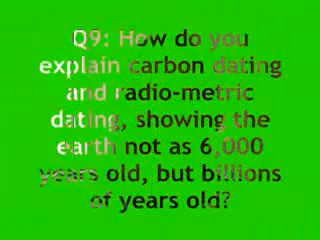 Q9: How do you
explain carbon dating
and radio-metric
dating, showing the
earth not as 6,000
years old, but billions
of years old?